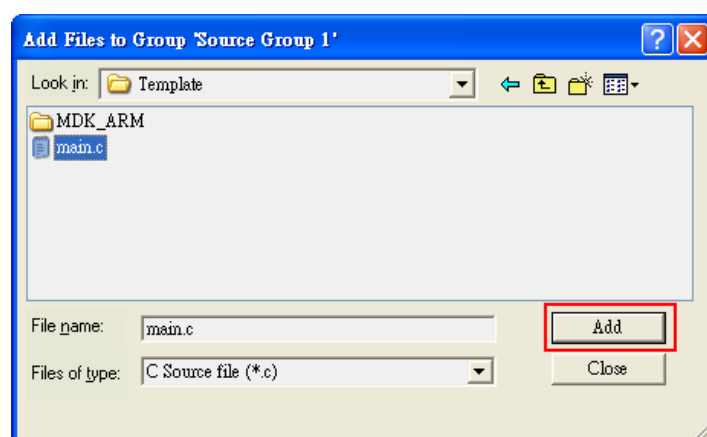 Add Files to Group 'Source Group 1'
Look in: Template
MDK_ARM
main.c
File name: main.c
Add
Files of type: C Source file (*.c)
Close